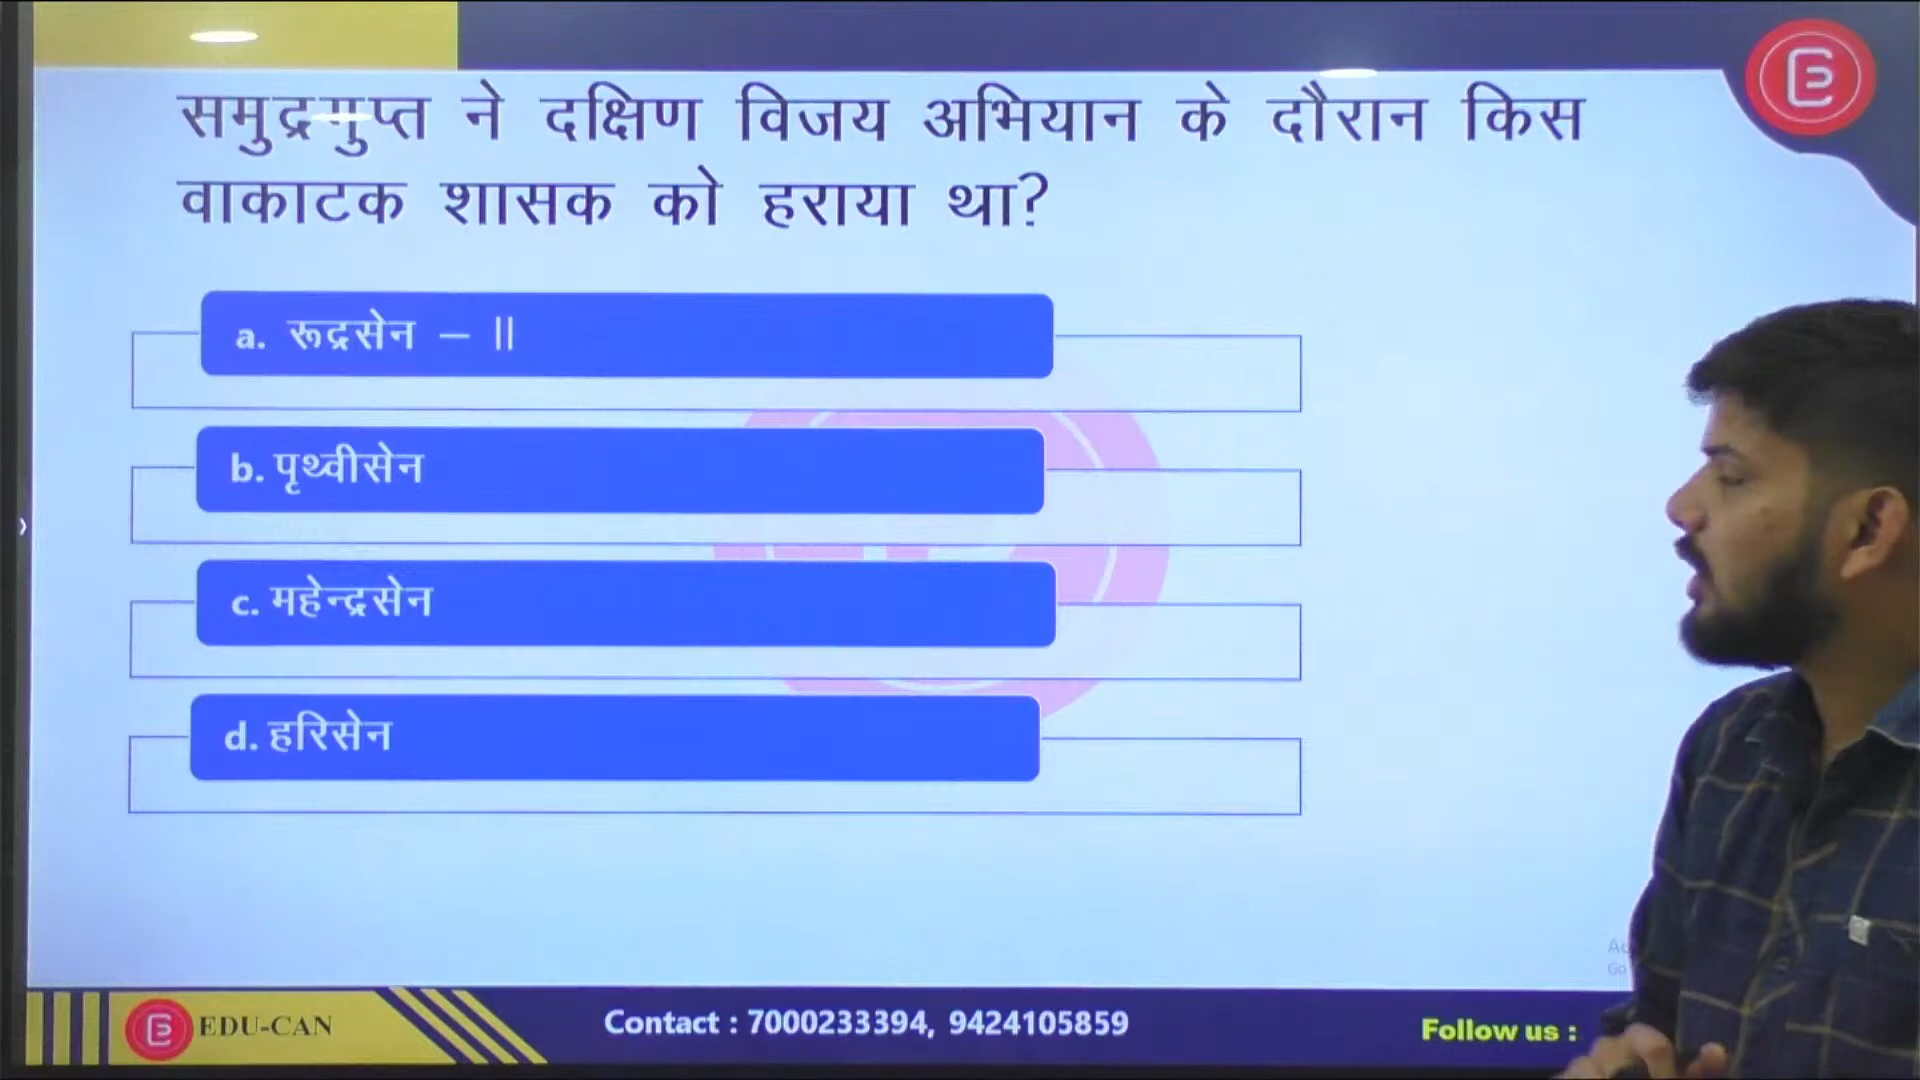 समुद्रगुप्त ने दक्षिण विजय अभियान के दौरान किस
वाकाटक शासक को हराया था?
a. रूद्रसेन – II
b. पृथ्वीसेन
c. महेन्द्रसेन
d. हरिसेन
EDU-CAN
Contact : 7000233394, 9424105859
Follow us :